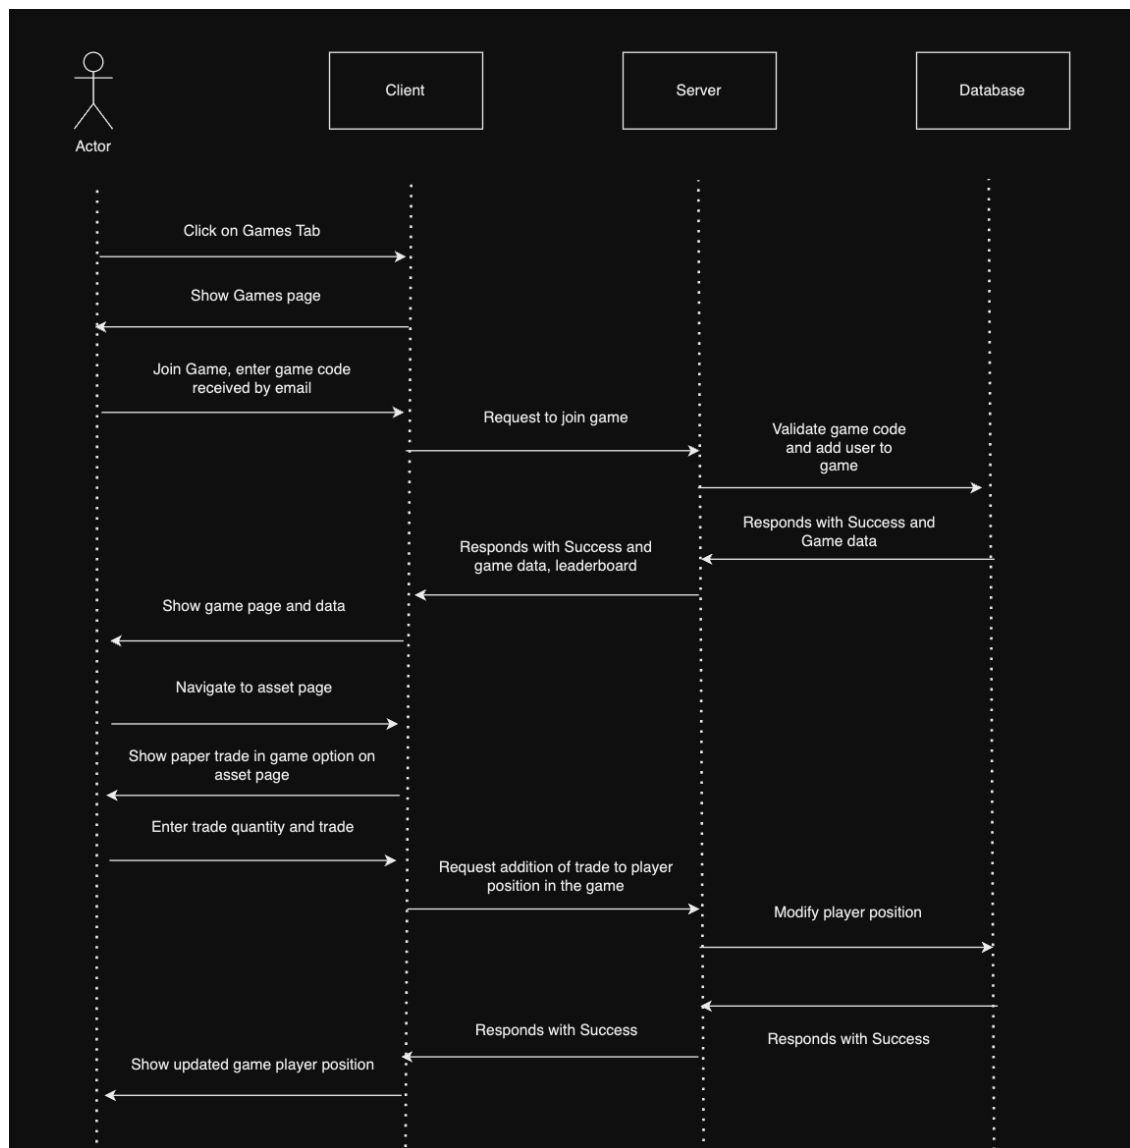 Client
Server
Database
Actor
Click on Games Tab
Show Games page
Join Game, enter game code
received by email
Request to join game
Validate game code
and add user to
game
Responds with Success and
Game data
Responds with Success and
game data, leaderboard
Show game page and data
Navigate to asset page
Show paper trade in game option on
asset page
Enter trade quantity and trade
Request addition of trade to player
position in the game
Modify player position
Responds with Success
Responds with Success
Show updated game player position